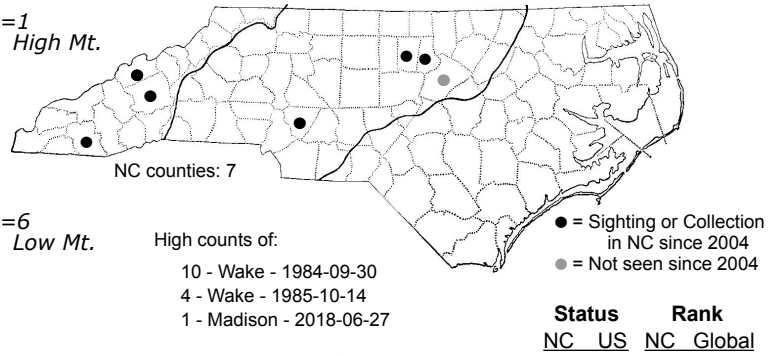 =1
High Mt.
NC counties: 7
=6
Low Mt.
High counts of:
10 - Wake - 1984-09-30
4 - Wake - 1985-10-14
1 - Madison - 2018-06-27
= Sighting or Collection
in NC since 2004
= Not seen since 2004
Status Rank
NC US NC Global